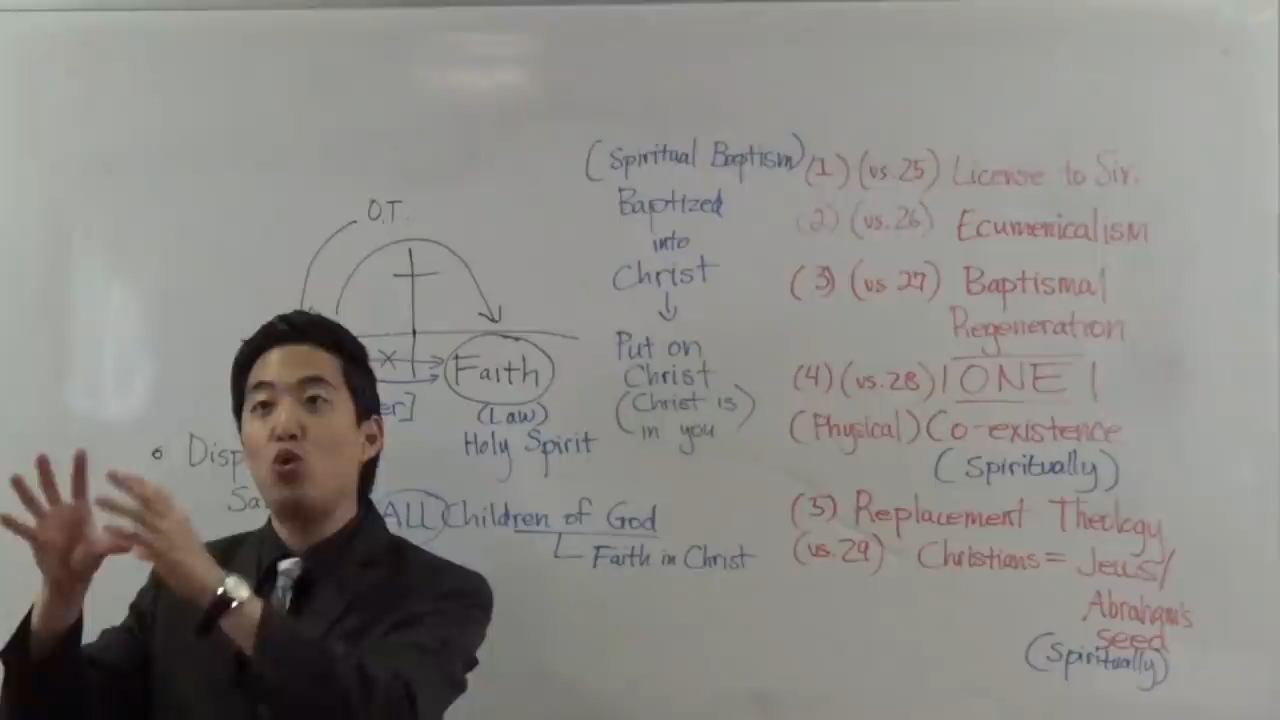 O.T.
Faith
er]
(Law)
Holy Spirit
Disp
Sa
ALL Children of God
Faith in Christ
(Spiritual Baptism)
Baptized
into
Christ
Put on
Christ
(Christ is
in you)
(1) (vs.25) License to Sin.
(2) (vs.26) Ecumenicalism
(3) (vs 27) Baptismal
Regeneration
(4) (vs.28) ONE
(Physical) Co-existence
(Spiritually)
(5) Replacement Theology
(vs.29) Christians = Jews/
Abraham's
seed
(Spiritually)